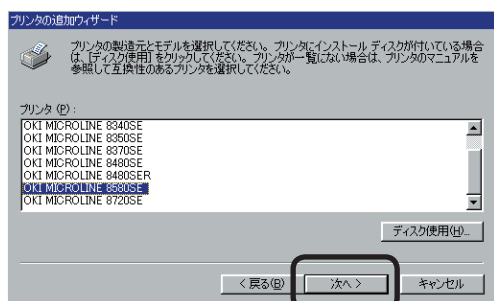 プリンタの追加ウィザード
プリンタの製造元とモデルを選択してください。プリンタにインストール ディスクが付いている場合
は、[ディスク使用] をクリックしてください。プリンタが一覧にない場合は、プリンタのマニュアルを
参照して互換性のあるプリンタを選択してください。
プリンタ (P) :
OKI MICROLINE 8340SE
OKI MICROLINE 8350SE
OKI MICROLINE 8370SE
OKI MICROLINE 8480SE
OKI MICROLINE 8480SER
OKI MICROLINE 8580SE
OKI MICROLINE 8720SE
ディスク使用(H)...
< 戻る(B) 次へ > キャンセル